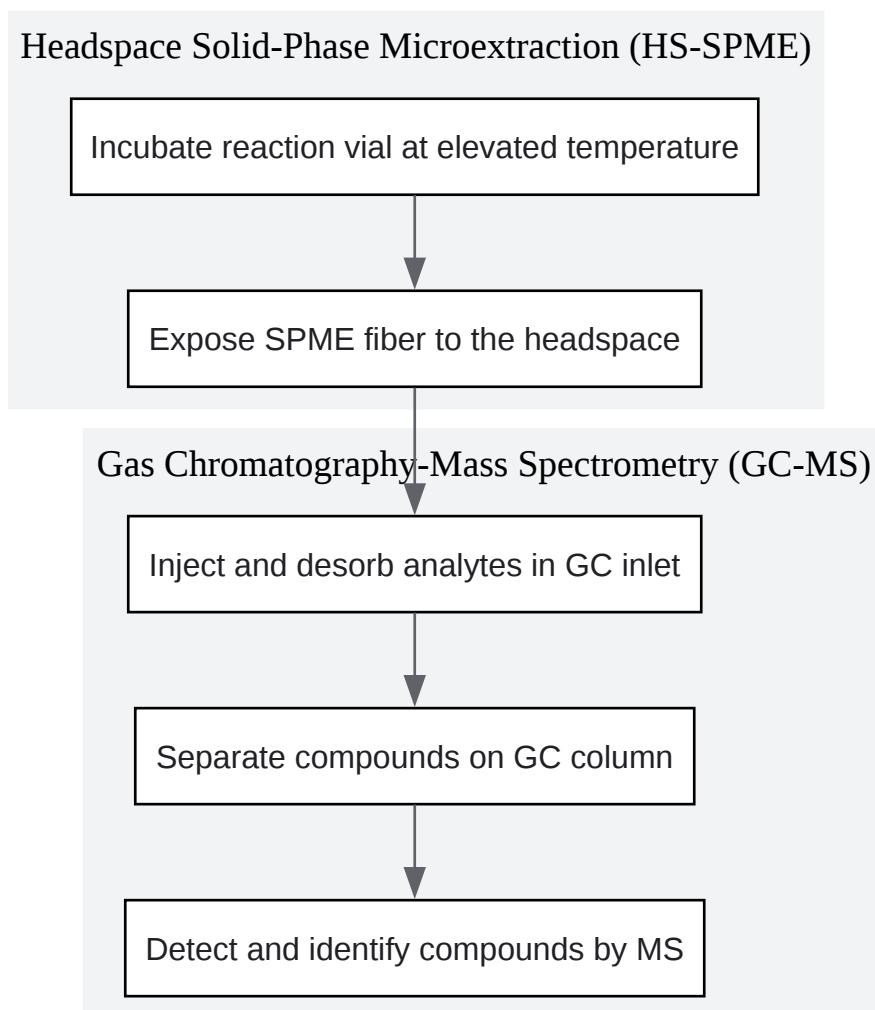 Headspace Solid-Phase Microextraction (HS-SPME)
Incubate reaction vial at elevated temperature
Expose SPME fiber to the headspace
Gas Chromatography-Mass Spectrometry (GC-MS)
Inject and desorb analytes in GC inlet
Separate compounds on GC column
Detect and identify compounds by MS